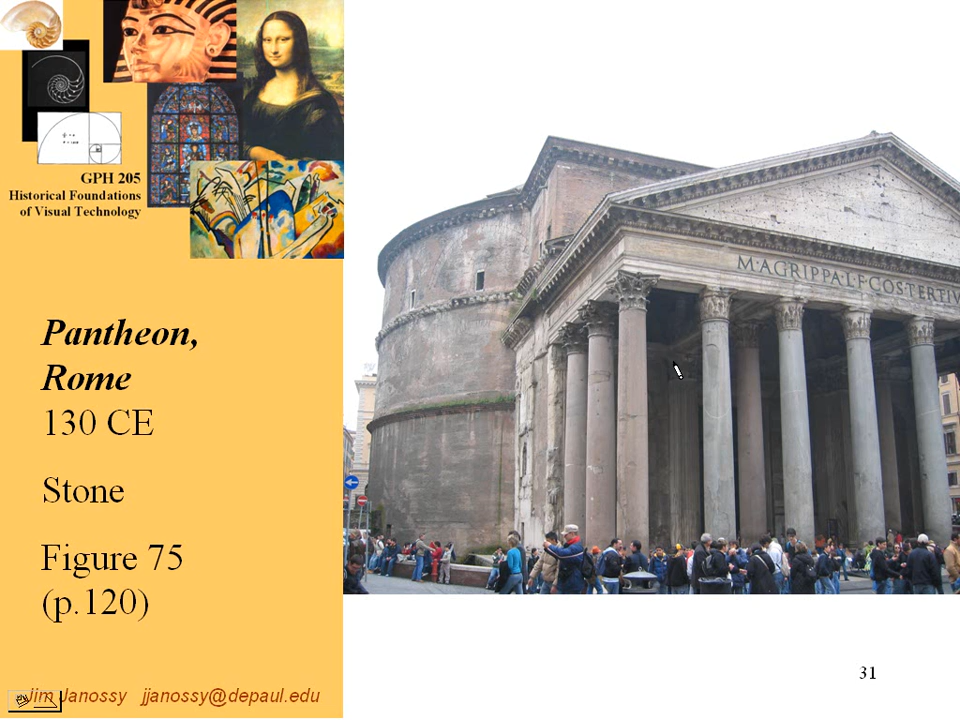 GPH 205
Historical Foundations
of Visual Technology
Pantheon,
Rome
130 CE
Stone
Figure 75
(p.120)
M·AGRIPPA·L·F·COS·TERTIV
Jim Janossy jjanossy@depaul.edu
31